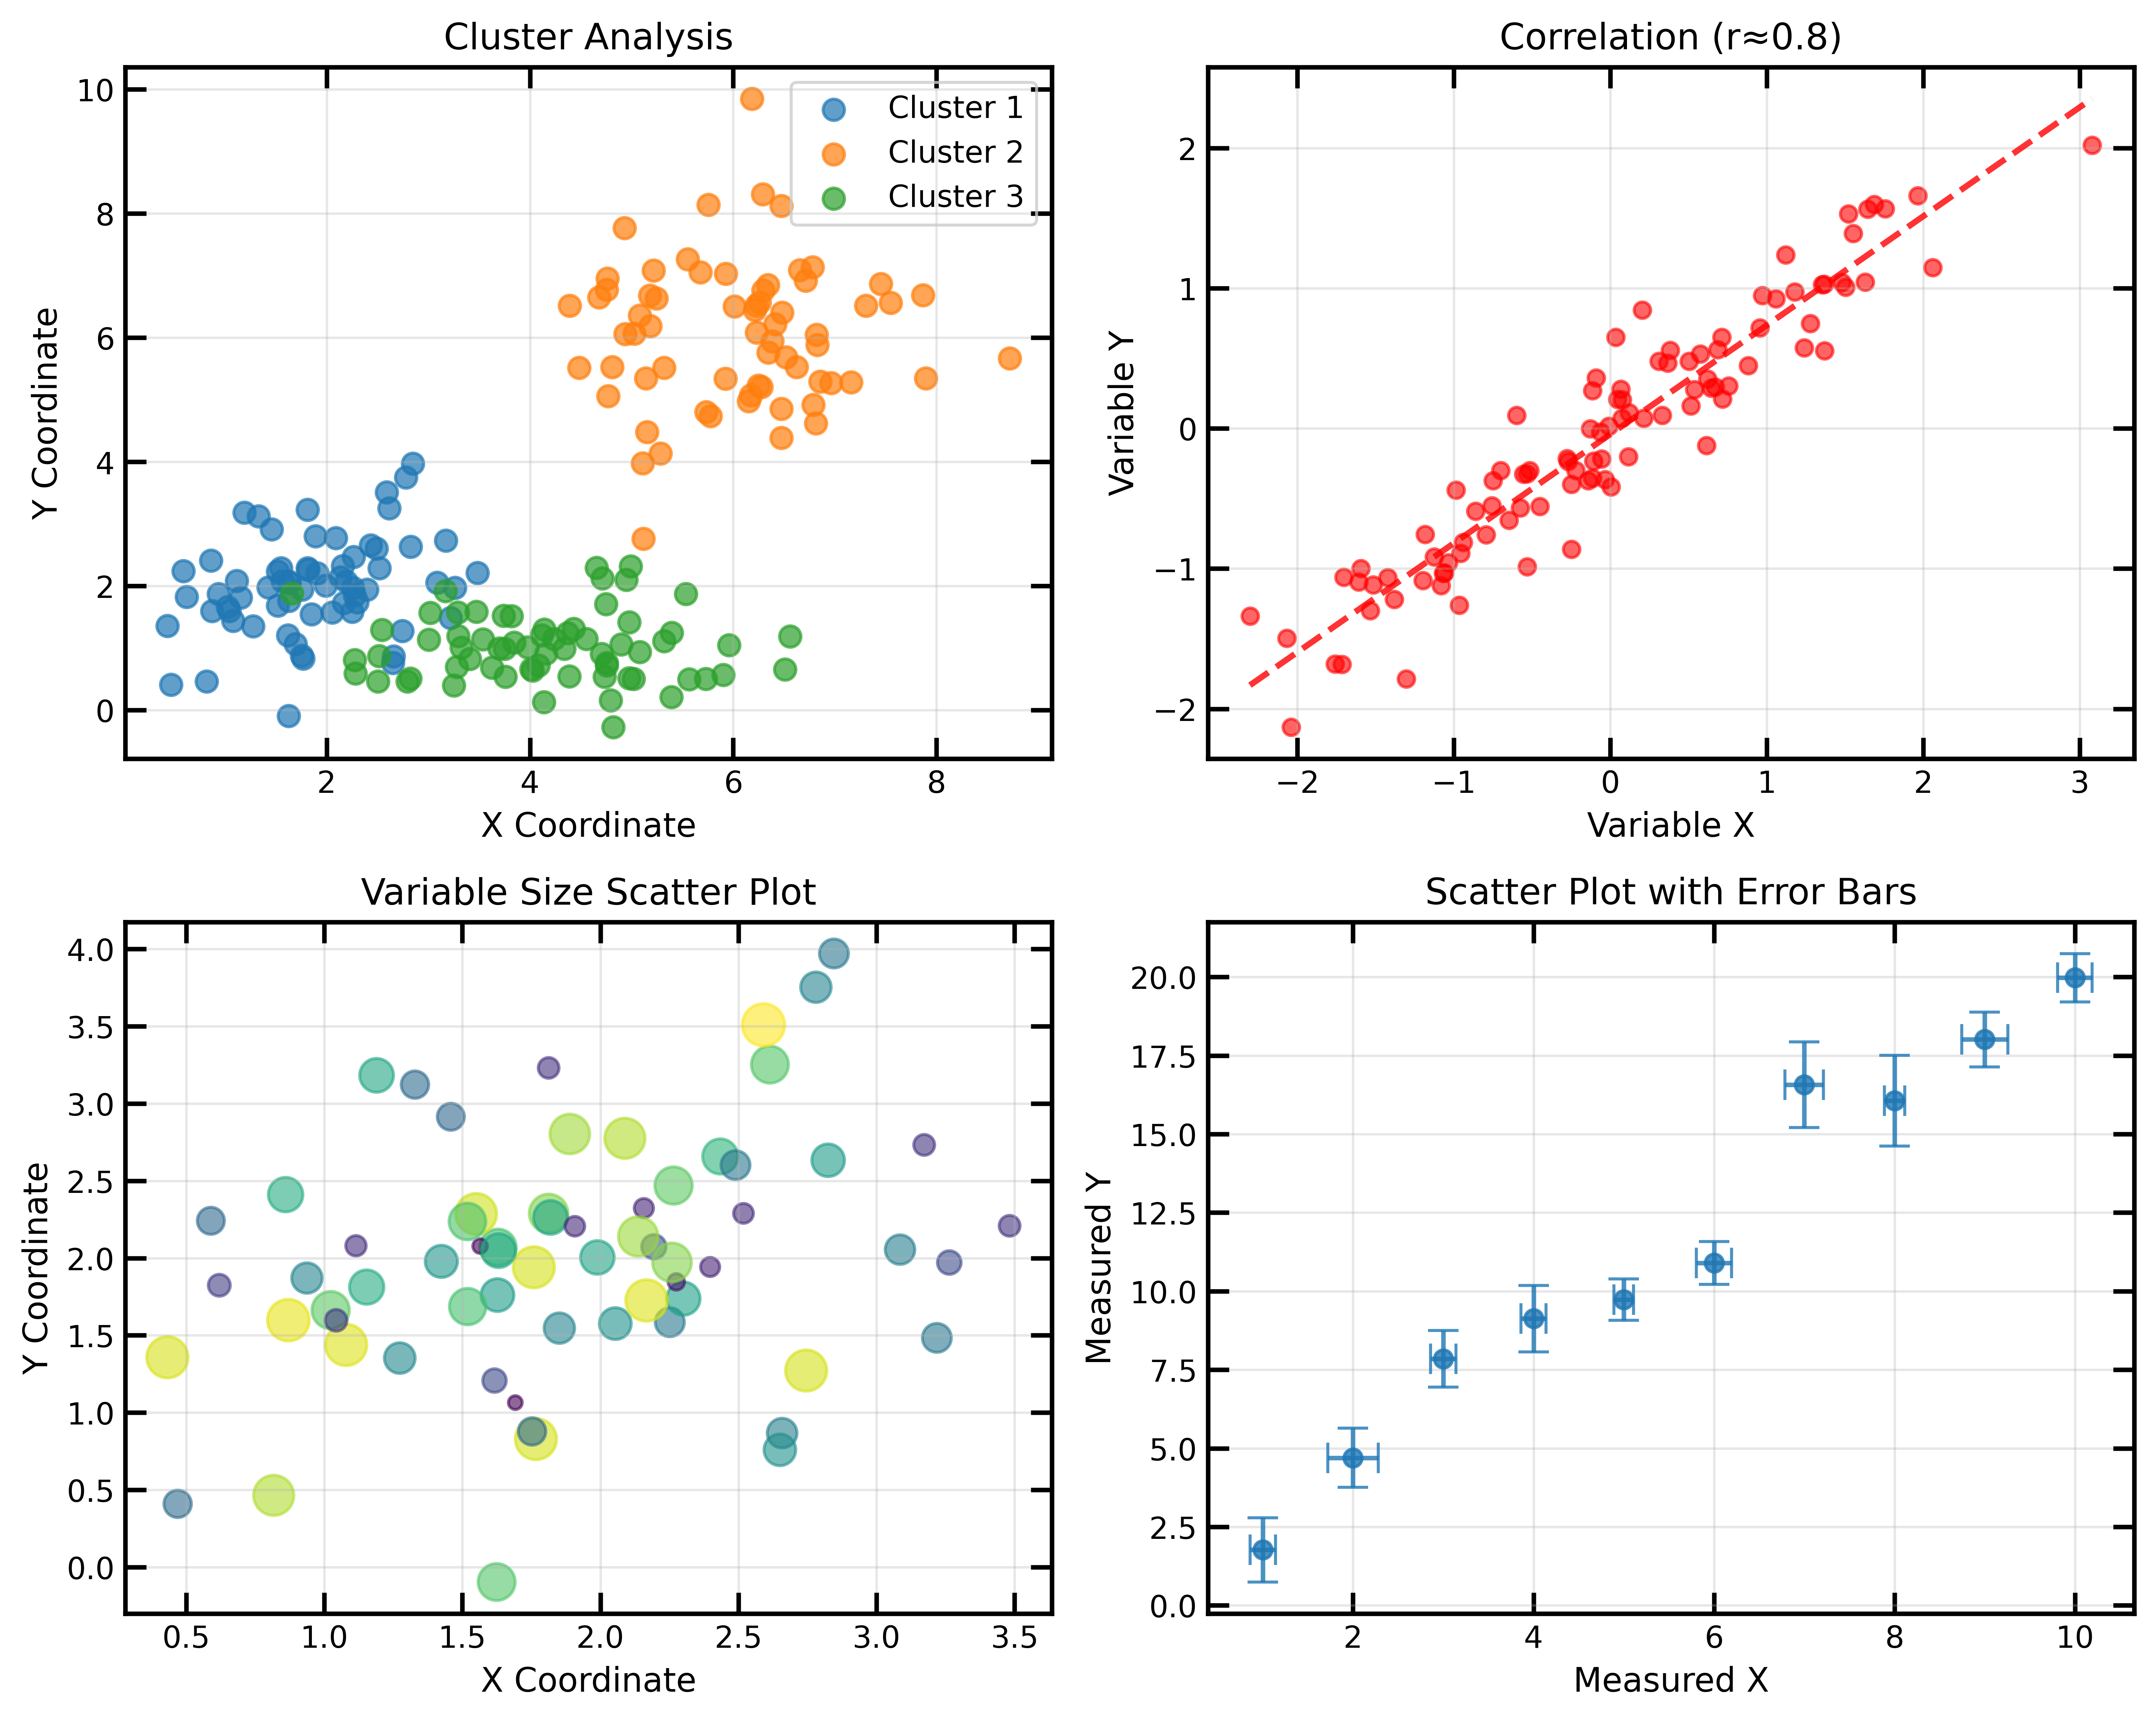 Cluster Analysis
10
8
6
4
2
0
Y Coordinate
Cluster 1
Cluster 2
Cluster 3
2 4 6 8
X Coordinate
Correlation (r≈0.8)
2
1
0
−1
−2
Variable Y
−2 −1 0 1 2 3
Variable X
Variable Size Scatter Plot
4.0
3.5
3.0
2.5
2.0
1.5
1.0
0.5
0.0
Y Coordinate
0.5 1.0 1.5 2.0 2.5 3.0 3.5
X Coordinate
Scatter Plot with Error Bars
20.0
17.5
15.0
12.5
10.0
7.5
5.0
2.5
0.0
Measured Y
2 4 6 8 10
Measured X